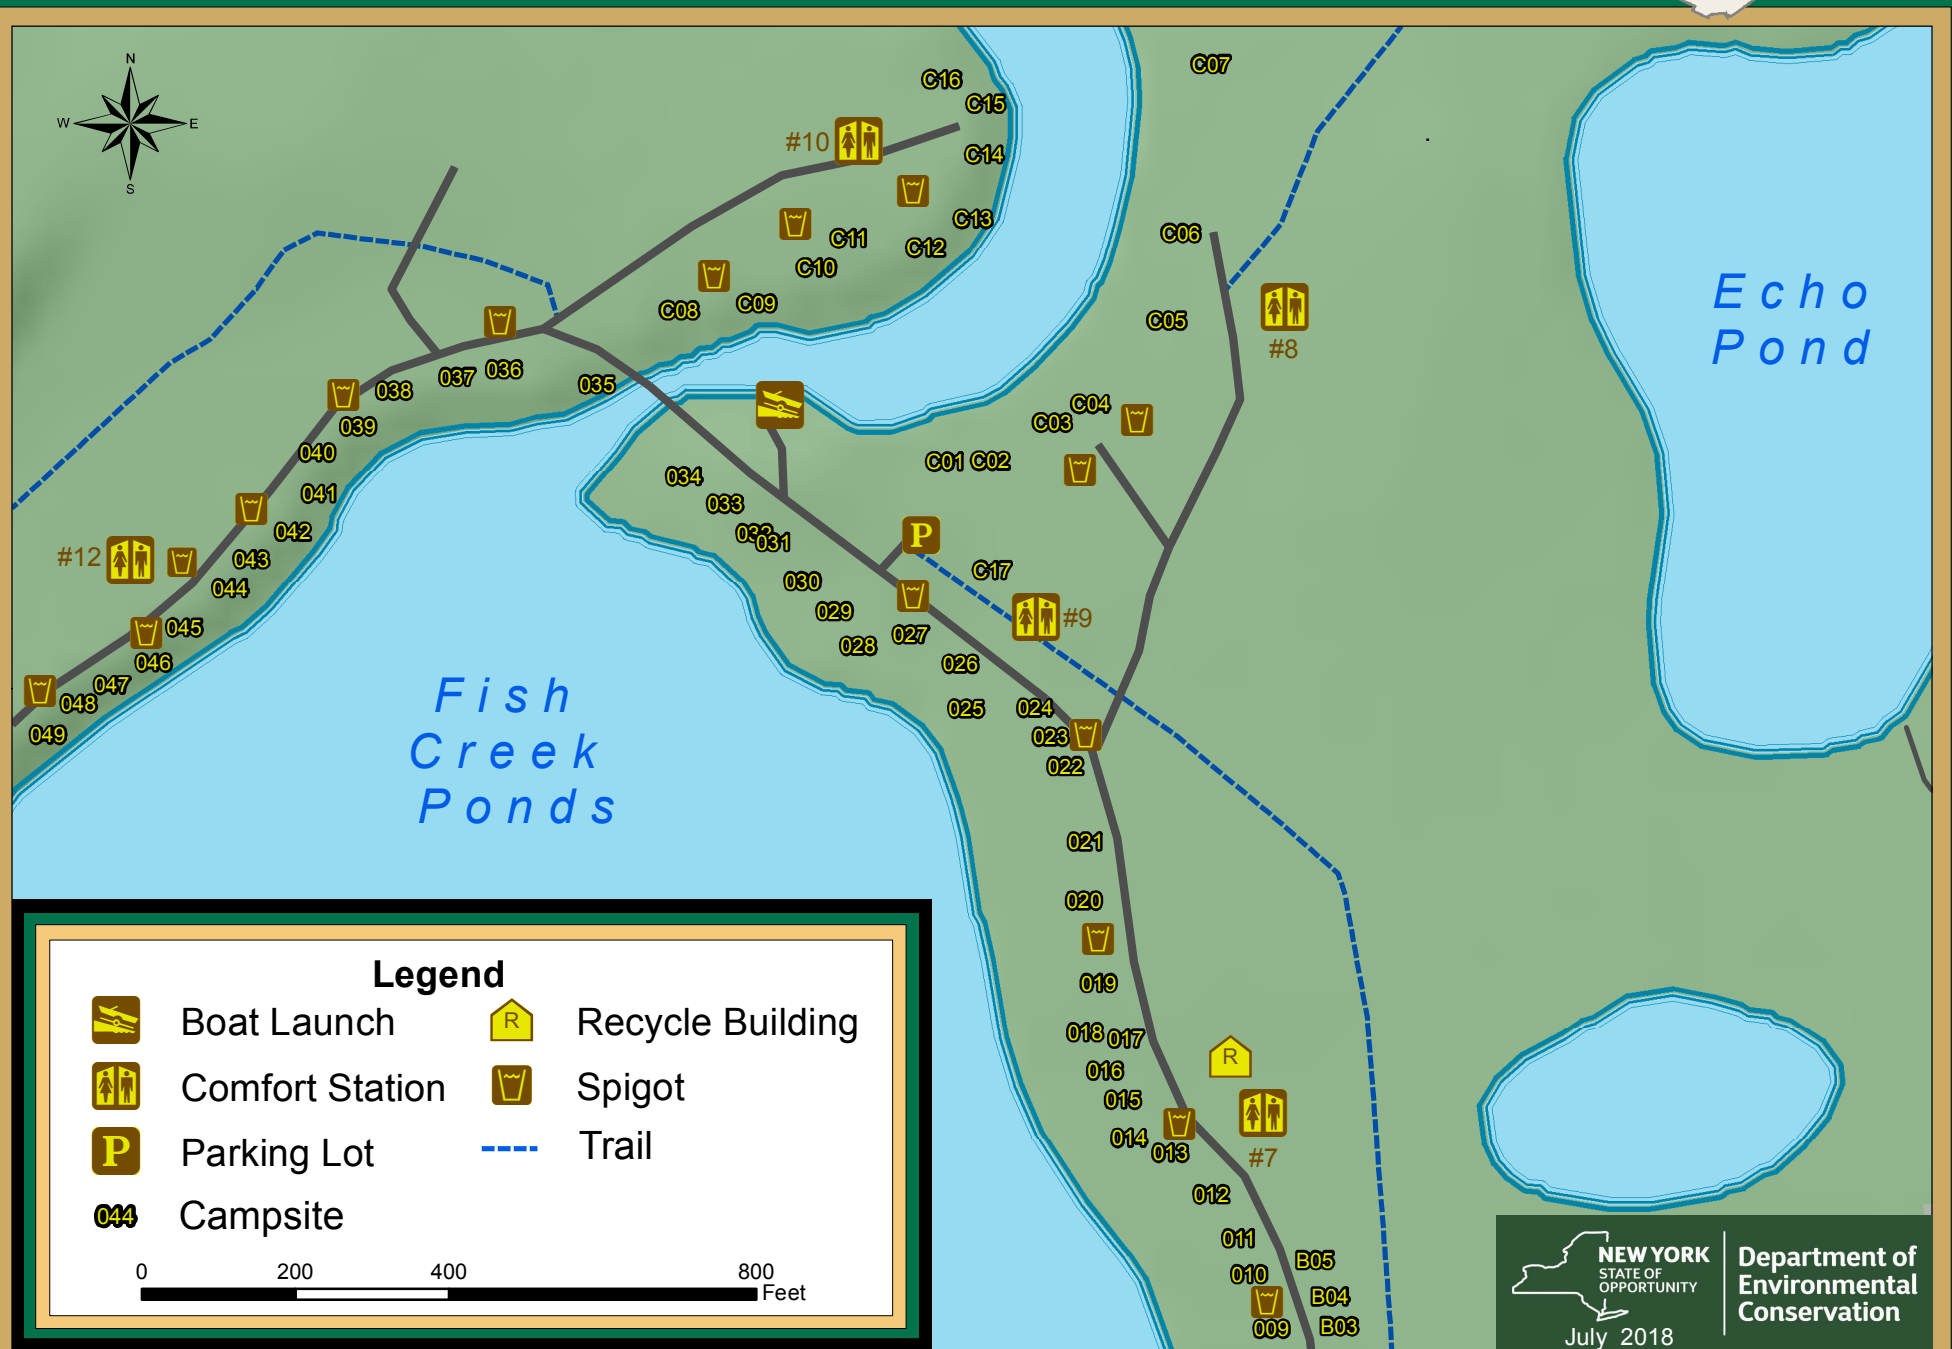 N
W
E
S
C07
C16
C15
#10
C14
C13
C06
C11
C12
C10
Echo
Pond
C09
C08
C05
#8
036
037
035
038
C04
C03
039
040
C01 C02
034
041
033
042
032
031
#12
043
C17
030
044
029
#9
045
027
028
046
026
047
Fish
Creek
Ponds
048
025
024
049
023
022
021
020
019
018
017
016
015
014
013
#7
012
011
010
009
B05
B04
B03
R
P
Legend
Boat Launch
R
Recycle Building
Comfort Station
Spigot
P
Parking Lot
Trail
044
Campsite
0 200 400 800
Feet
NEW YORK
STATE OF
OPPORTUNITY
Department of
Environmental
Conservation
July 2018